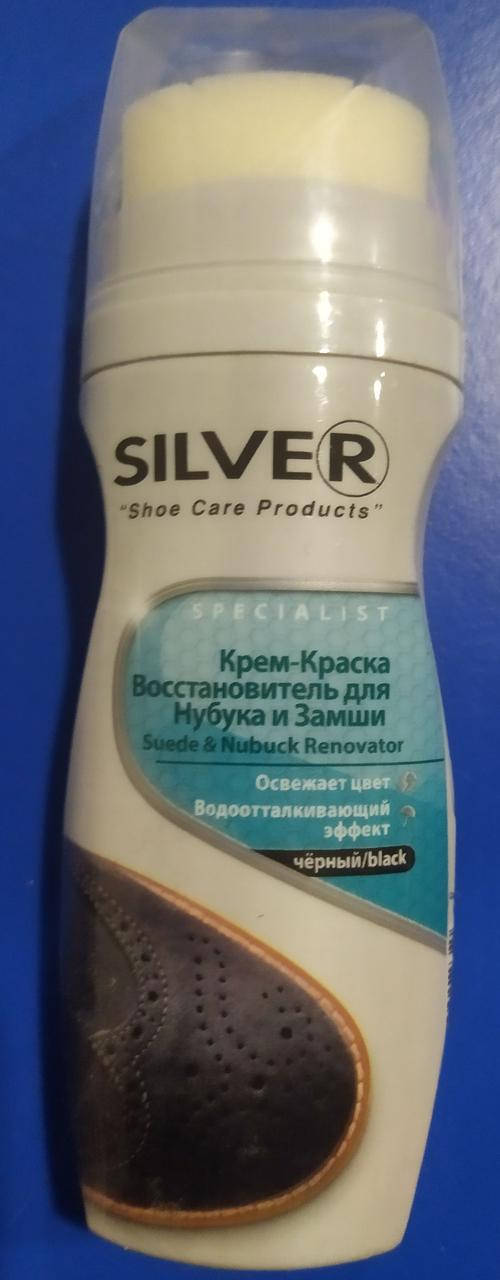 SILVER
"Shoe Care Products"
SPECIALIST
Крем-Краска
Восстановитель для
Нубука и Замши
Suede & Nubuck Renovator
Освежает цвет
Водоотталкивающий
эффект
чёрный/black